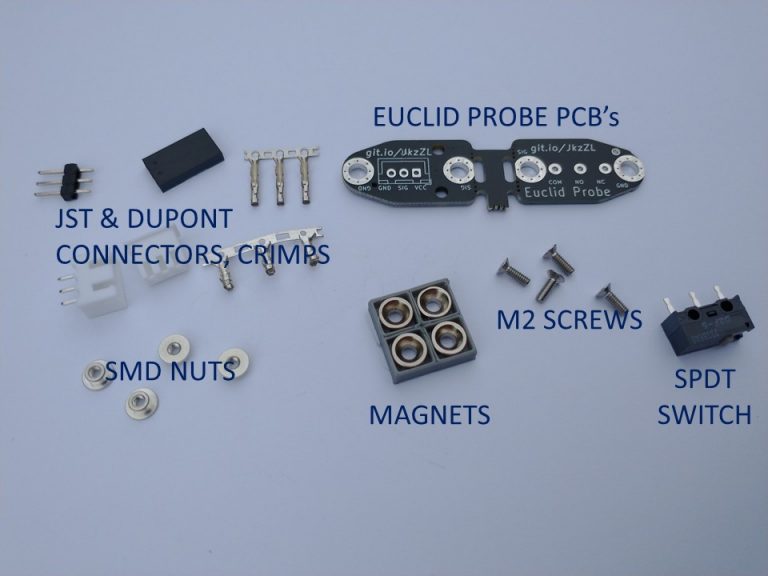 EUCLID PROBE PCB's
git.io/JkzZL
GND SIG VCC
GND
SIG
SIG git.io/JkzZL
COM NO NC
Euclid Probe
GND
JST & DUPONT
CONNECTORS, CRIMPS
M2 SCREWS
SMD NUTS
MAGNETS
SPDT
SWITCH